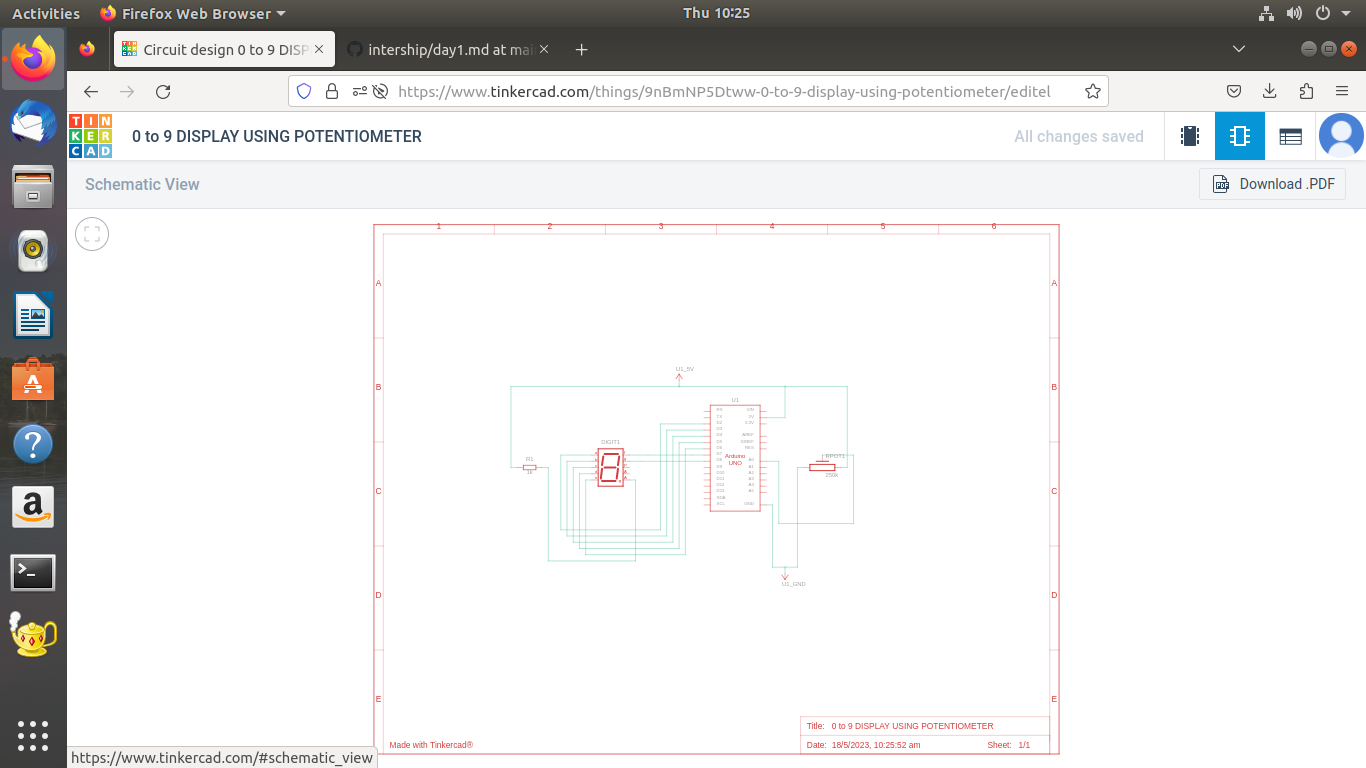 Activities
Firefox Web Browser
Thu 10:25
Circuit design 0 to 9 DISP
intership/day1.md at mai
https://www.tinkercad.com/things/9nBmNP5Dtww-0-to-9-display-using-potentiometer/editel
TIN
KER
CAD
0 to 9 DISPLAY USING POTENTIOMETER
All changes saved
Schematic View
PDF
Download .PDF
1 2 3 4 5 6
A A
U1_5V
B B
U1
DIGIT1
Arduino
UNO
R1
1k
RPOT1
250k
C C
U1_GND
D D
E E
Title: 0 to 9 DISPLAY USING POTENTIOMETER
Made with Tinkercad®
Date: 18/5/2023, 10:25:52 am
Sheet: 1/1
https://www.tinkercad.com/#schematic_view